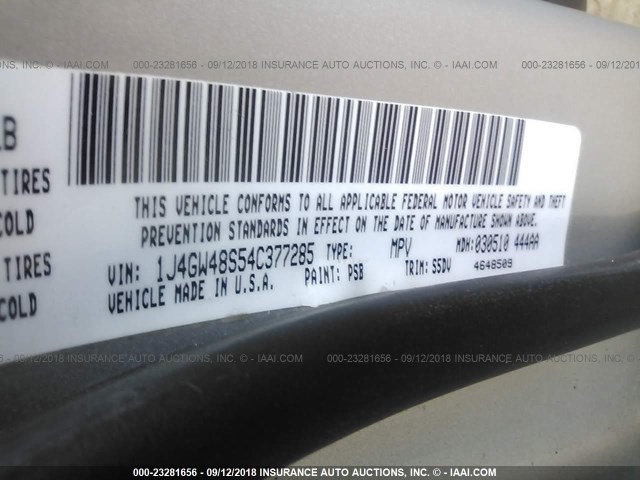 000-23281656 - 09/12/2018 INSURANCE AUTO AUCTIONS, INC. - © IAAI.COM
LB
TIRES
COLD
TIRES
COLD
THIS VEHICLE CONFORMS TO ALL APPLICABLE FEDERAL MOTOR VEHICLE SAFETY AND THEFT
PREVENTION STANDARDS IN EFFECT ON THE DATE OF MANUFACTURE SHOWN ABOVE.
VIN: 1J4GW48S54C377285 TYPE: MPV MDH:030510 444AA
VEHICLE MADE IN U.S.A. PAINT: PSB TRIM: S5DV 4648509
000-23281656 - 09/12/2018 INSURANCE AUTO AUCTIONS, INC. - © IAAI.COM
000-23281656 - 09/12/2018 INSURANCE AUTO AUCTIONS, INC. - © IAAI.COM